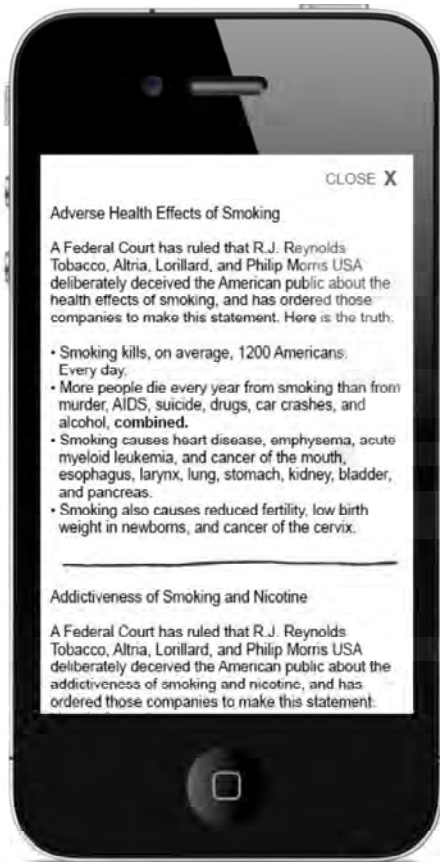 CLOSE X
Adverse Health Effects of Smoking
A Federal Court has ruled that R.J. Reynolds
Tobacco, Altria, Lorillard, and Philip Morris USA
deliberately deceived the American public about the
health effects of smoking, and has ordered those
companies to make this statement. Here is the truth:
• Smoking kills, on average, 1200 Americans.
Every day.
• More people die every year from smoking than from
murder, AIDS, suicide, drugs, car crashes, and
alcohol, combined.
• Smoking causes heart disease, emphysema, acute
myeloid leukemia, and cancer of the mouth,
esophagus, larynx, lung, stomach, kidney, bladder,
and pancreas.
• Smoking also causes reduced fertility, low birth
weight in newborns, and cancer of the cervix.
Addictiveness of Smoking and Nicotine
A Federal Court has ruled that R.J. Reynolds
Tobacco, Altria, Lorillard, and Philip Morris USA
deliberately deceived the American public about the
addictiveness of smoking and nicotine, and has
ordered those companies to make this statement.